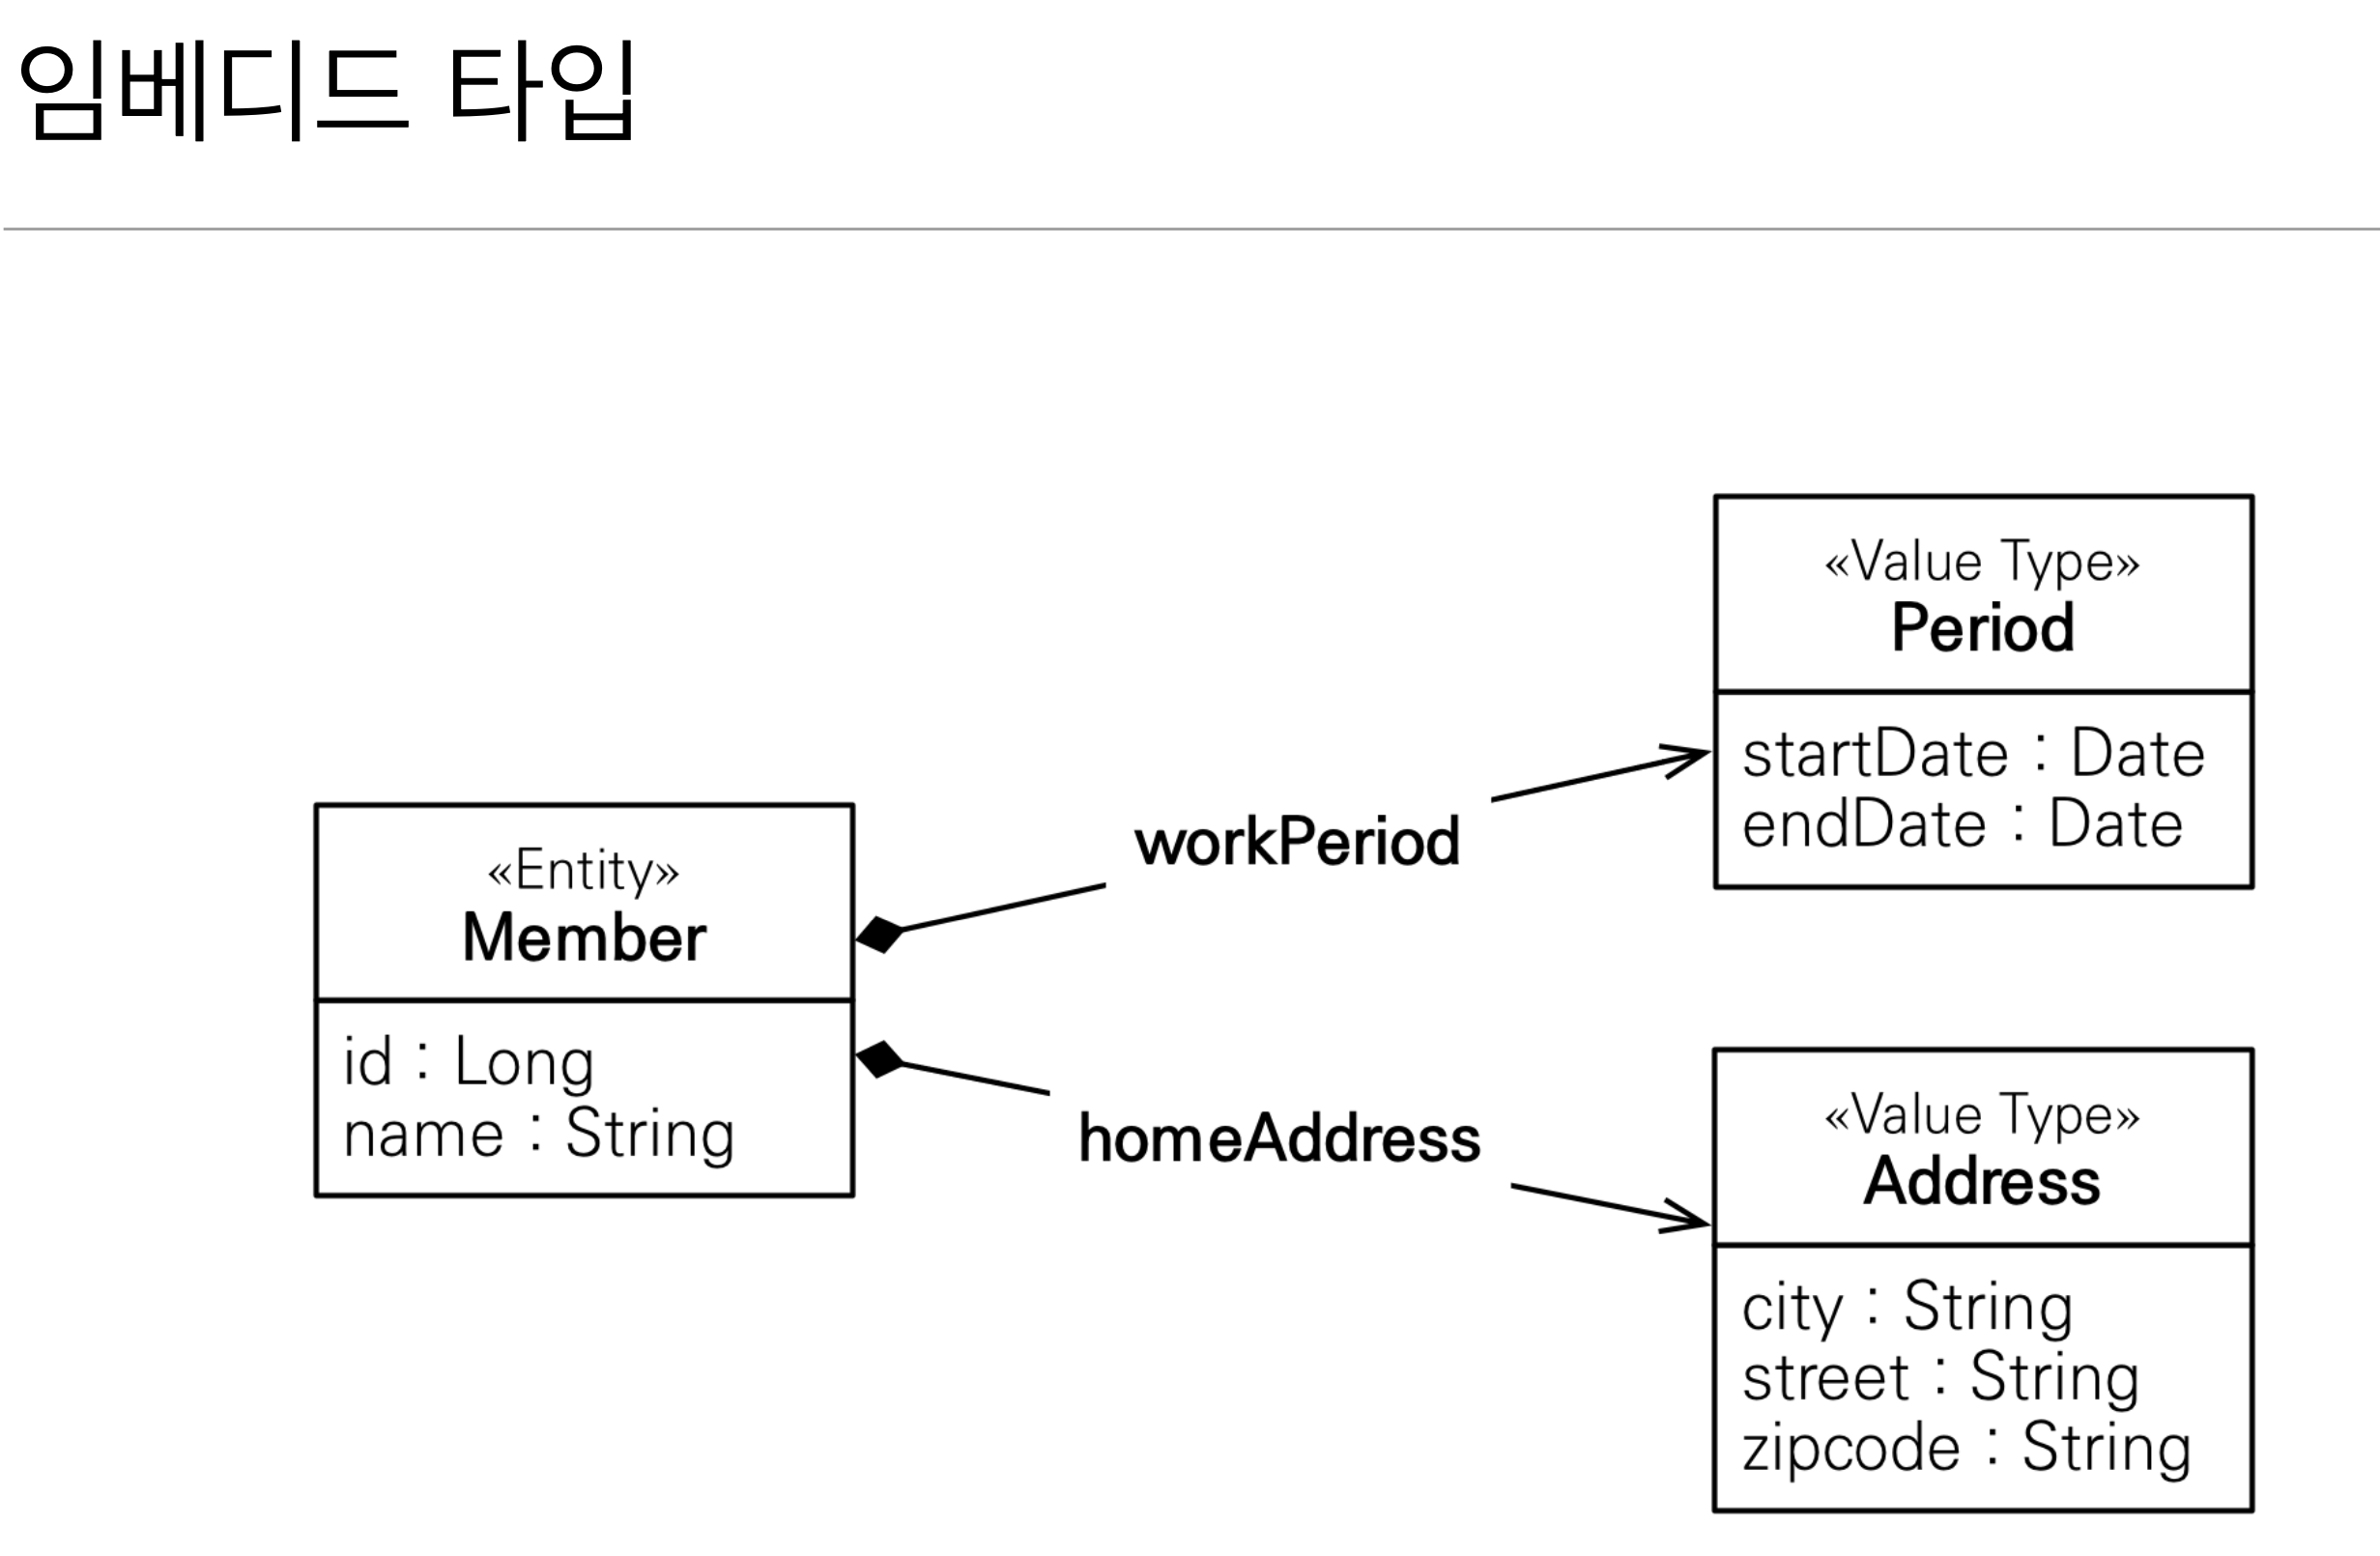 임베디드 타입
«Entity»
Member
id : Long
name : String
workPeriod
homeAddress
«Value Type»
Period
startDate : Date
endDate : Date
«Value Type»
Address
city : String
street : String
zipcode : String